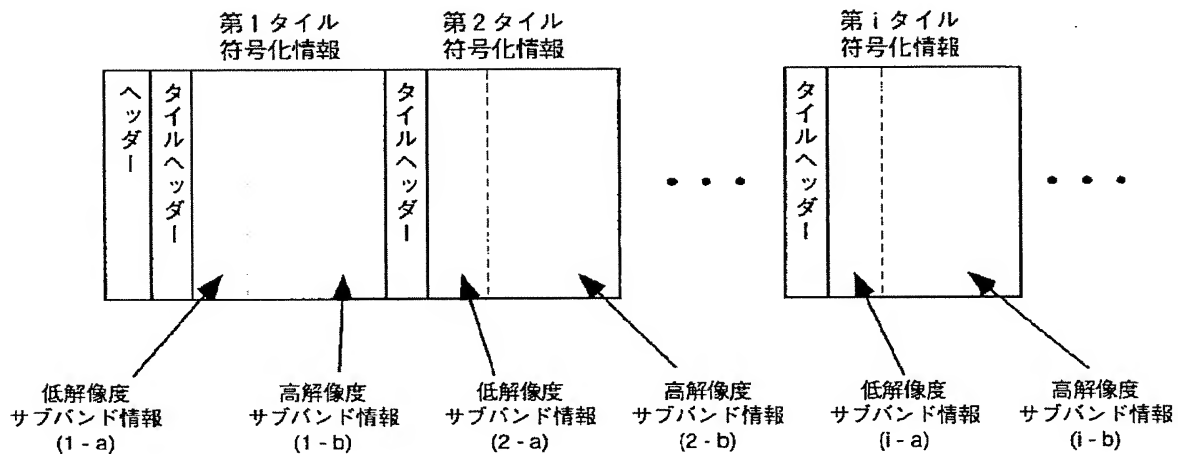 第1タイル
符号化情報
第2タイル
符号化情報
第iタイル
符号化情報
ヘッダー
タイルヘッダー
タイルヘッダー
・・・
タイルヘッダー
・・・
低解像度
サブバンド情報
(1-a)
高解像度
サブバンド情報
(1-b)
低解像度
サブバンド情報
(2-a)
高解像度
サブバンド情報
(2-b)
低解像度
サブバンド情報
(i-a)
高解像度
サブバンド情報
(i-b)